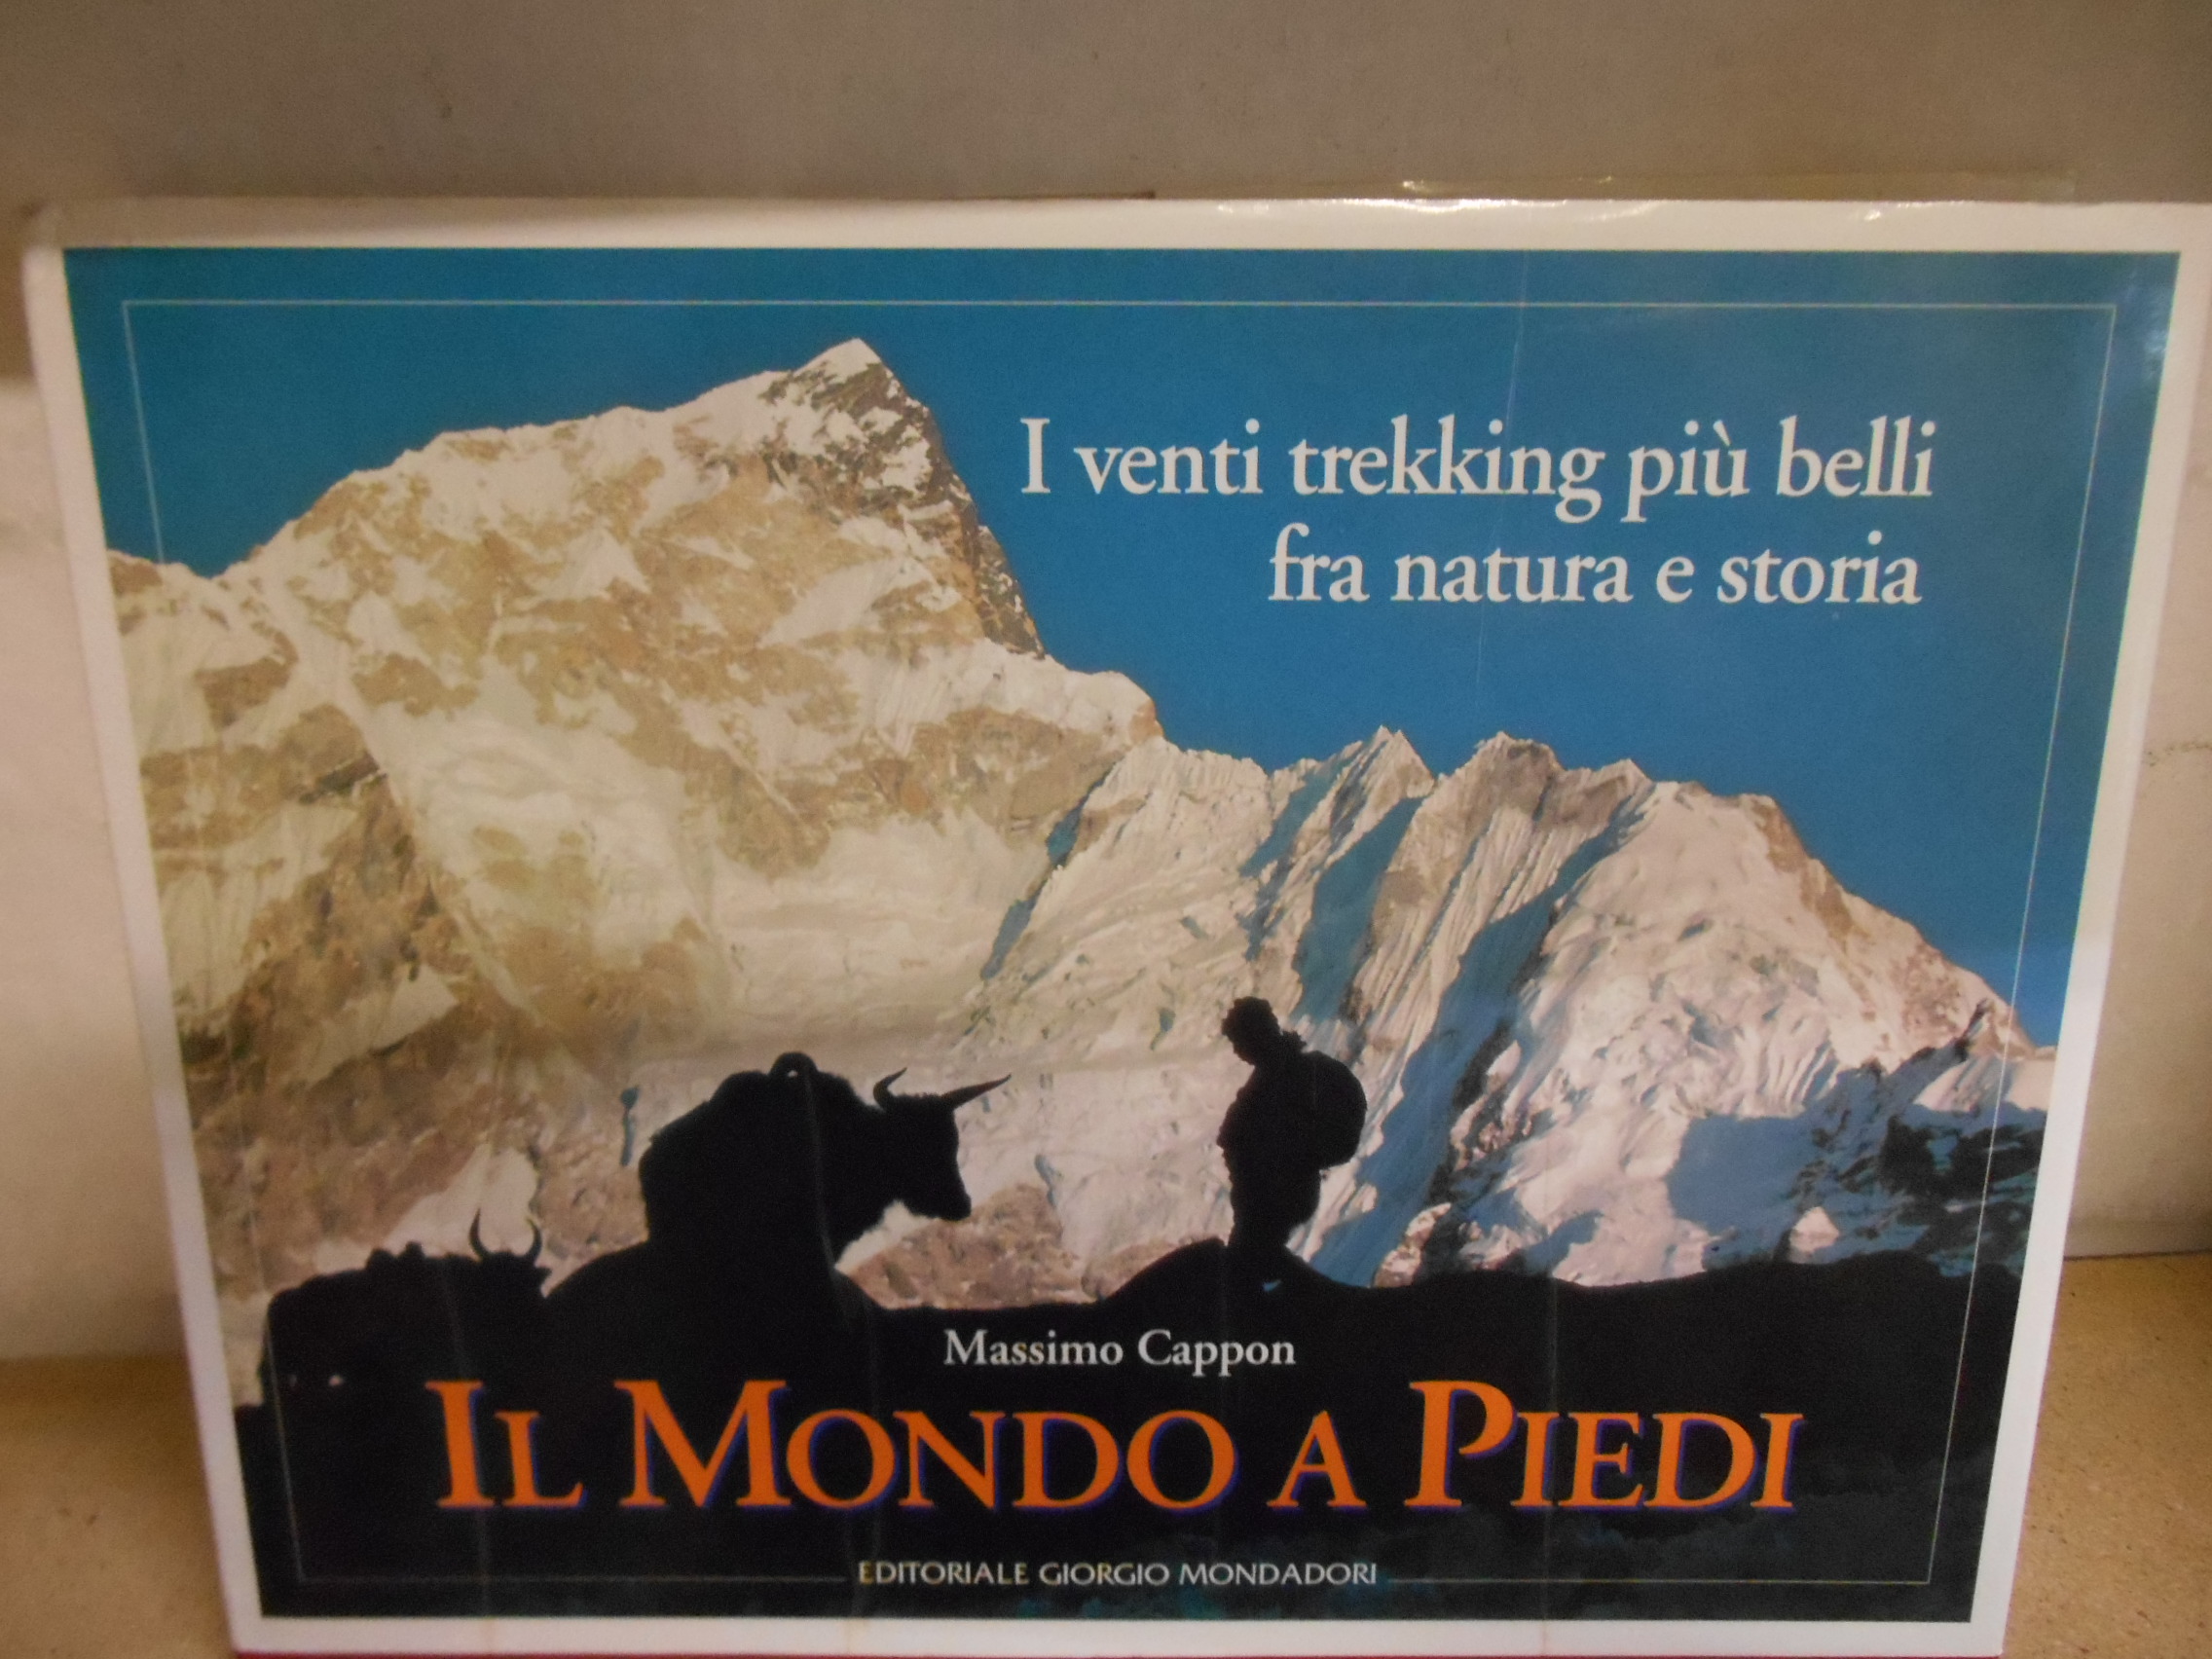 I venti trekking più belli
fra natura e storia
Massimo Cappon
IL MONDO A PIEDI
EDITORIALE GIORGIO MONDADORI